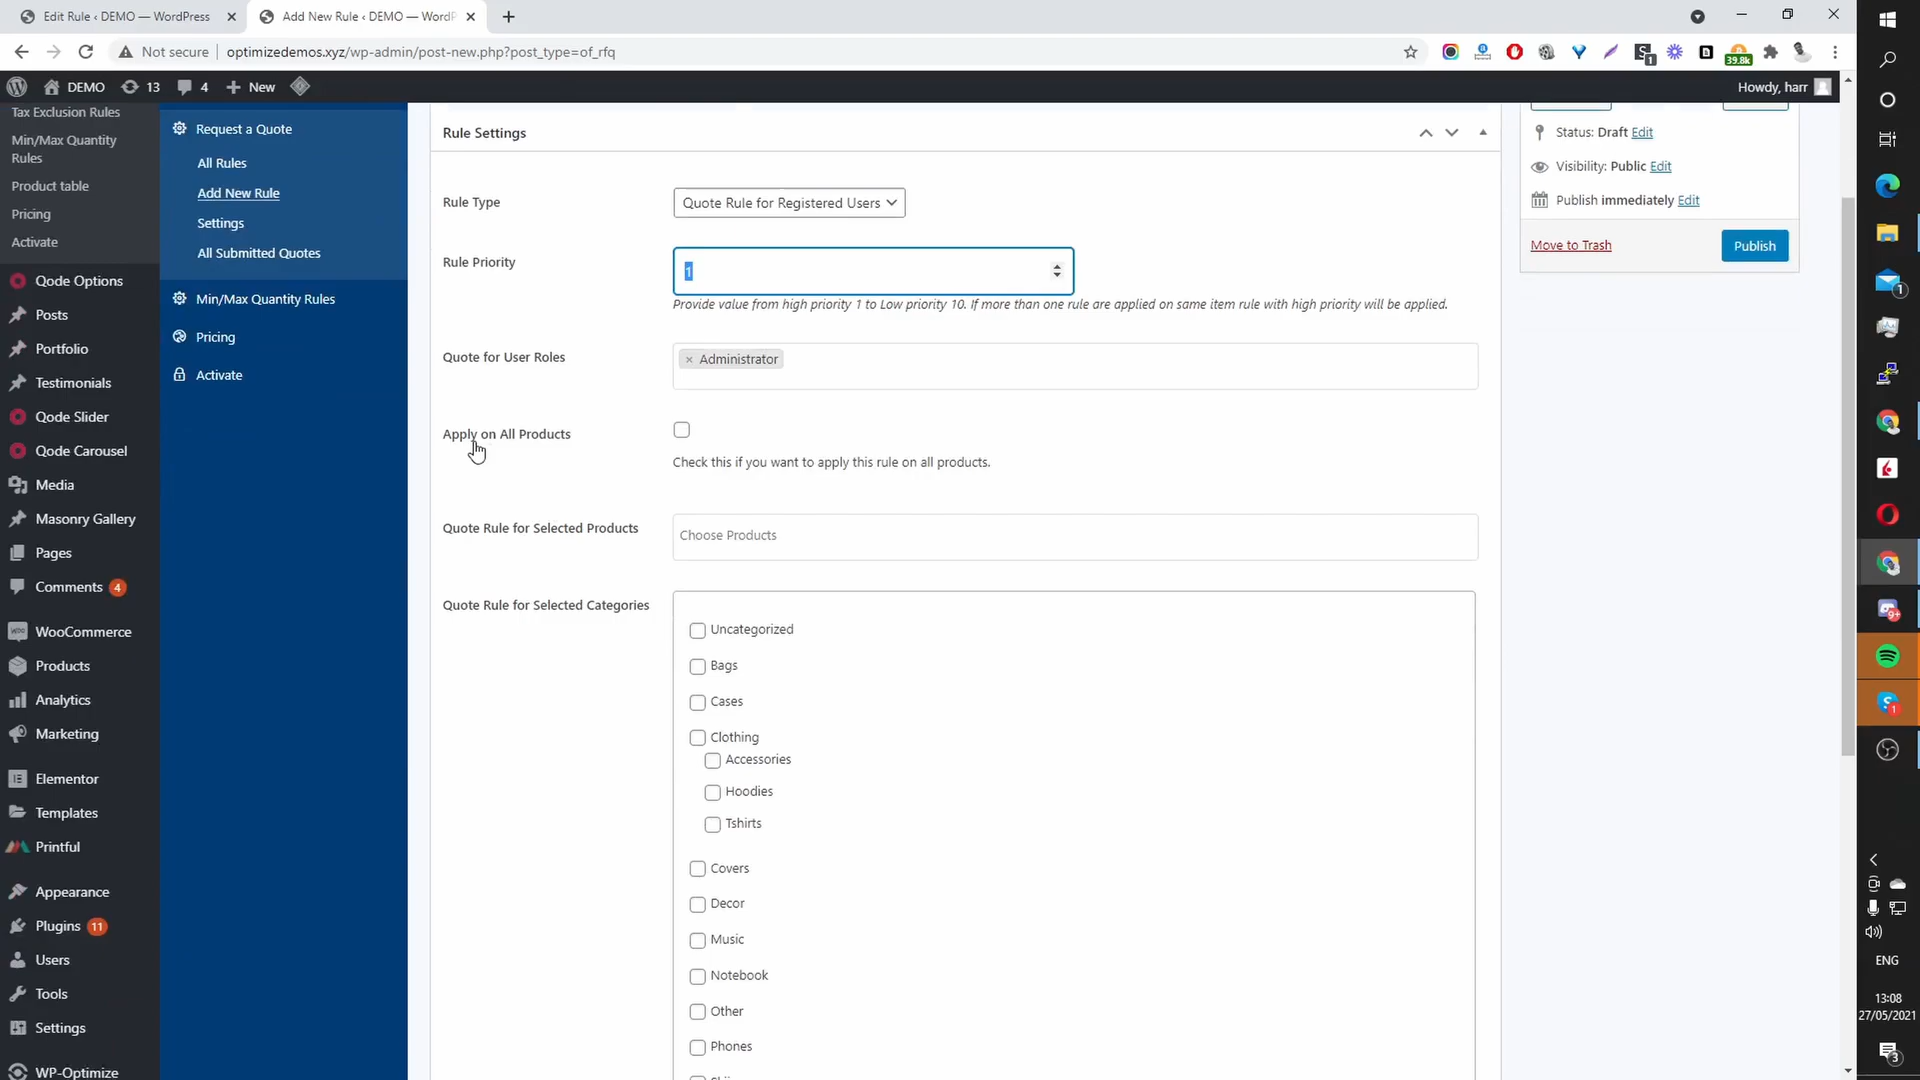 Edit Rule ‹ DEMO — WordPress
Add New Rule ‹ DEMO — WordP
Not secure
optimizedemos.xyz/wp-admin/post-new.php?post_type=of_rfq
1
39.8k
DEMO
13
4
New
Howdy, harr
Tax Exclusion Rules
Min/Max Quantity
Rules
Product table
Pricing
Activate
Qode Options
Posts
Portfolio
Testimonials
Qode Slider
Qode Carousel
Media
Masonry Gallery
Pages
Comments 4
WooCommerce
Products
Analytics
Marketing
Elementor
Templates
Printful
Appearance
Plugins 11
Users
Tools
Settings
WP-Optimize
Request a Quote
All Rules
Add New Rule
Settings
All Submitted Quotes
Min/Max Quantity Rules
Pricing
Activate
Rule Settings
Rule Type
Quote Rule for Registered Users
Rule Priority
1
Provide value from high priority 1 to Low priority 10. If more than one rule are applied on same item rule with high priority will be applied.
Quote for User Roles
× Administrator
Apply on All Products
Check this if you want to apply this rule on all products.
Quote Rule for Selected Products
Choose Products
Quote Rule for Selected Categories
Uncategorized
Bags
Cases
Clothing
Accessories
Hoodies
Tshirts
Covers
Decor
Music
Notebook
Other
Phones
Status: Draft Edit
Visibility: Public Edit
Publish immediately Edit
Move to Trash
Publish
1
9+
1
ENG
13:08
27/05/2021
3